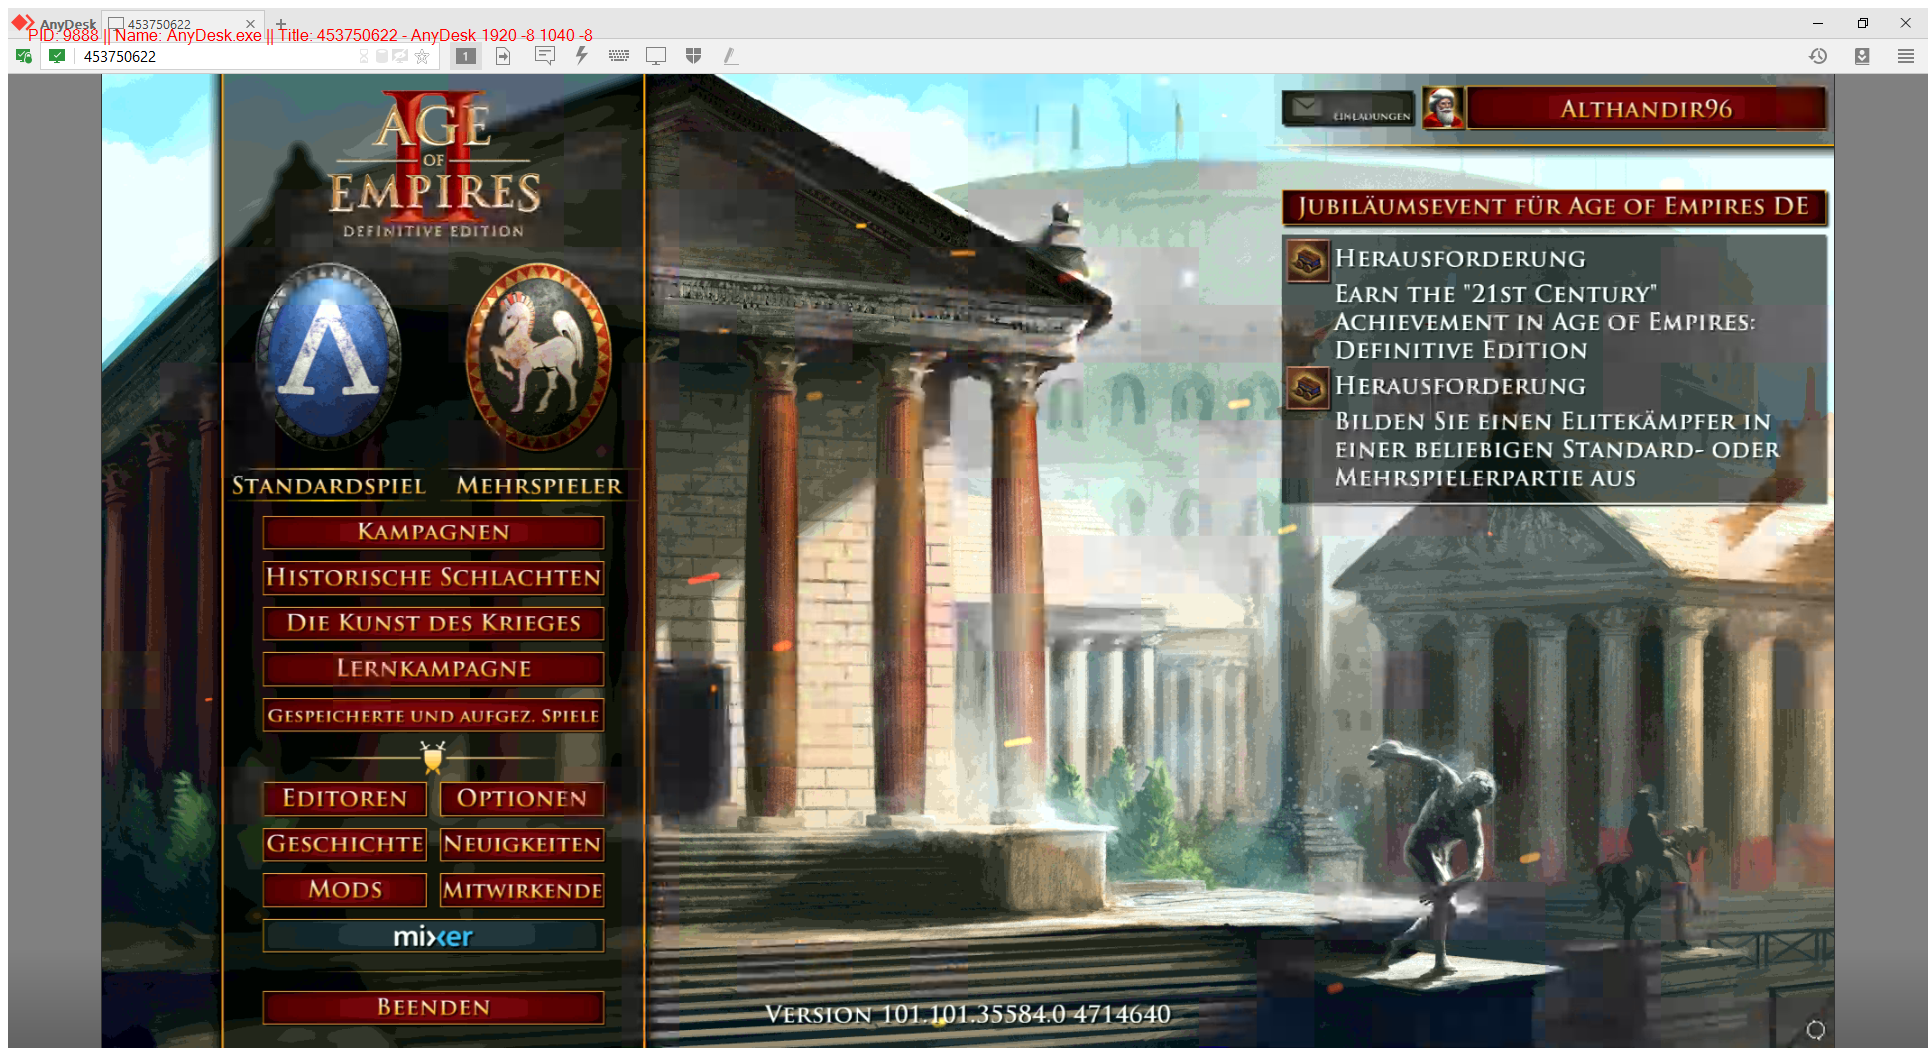 AnyDesk
453750622
PID: 9888 || Name: AnyDesk.exe || Title: 453750622 - AnyDesk 1920 -8 1040 -8
453750622
1
AGE
OF
EMPIRES
II
DEFINITIVE EDITION
EINLADUNGEN
ALTHANDIR96
JUBILÄUMSEVENT FÜR AGE OF EMPIRES DE
HERAUSFORDERUNG
EARN THE "21ST CENTURY"
ACHIEVEMENT IN AGE OF EMPIRES:
DEFINITIVE EDITION
HERAUSFORDERUNG
BILDEN SIE EINEN ELITEKÄMPFER IN
EINER BELIEBIGEN STANDARD- ODER
MEHRSPIELERPARTIE AUS
STANDARDSPIEL
MEHRSPIELER
KAMPAGNEN
HISTORISCHE SCHLACHTEN
DIE KUNST DES KRIEGES
LERNKAMPAGNE
GESPEICHERTE UND AUFGEZ. SPIELE
EDITOREN
OPTIONEN
GESCHICHTE
NEUIGKEITEN
MODS
MITWIRKENDE
mixer
BEENDEN
VERSION 101.101.35584.0 4714640